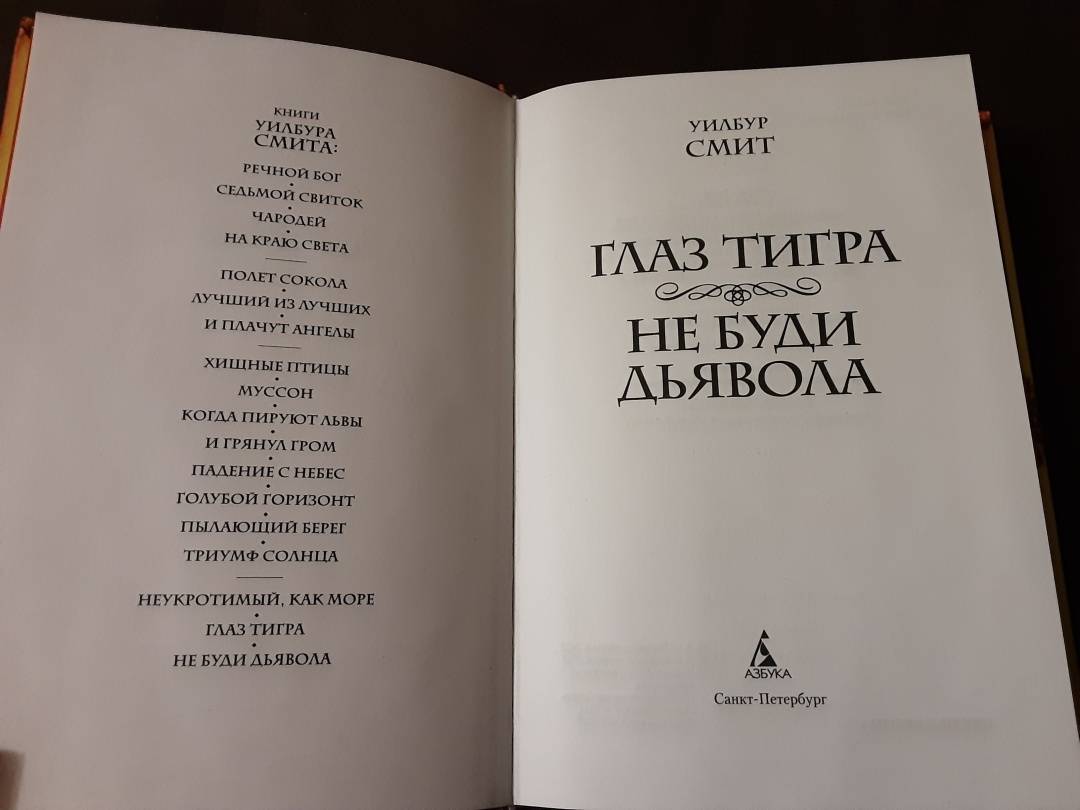 КНИГИ
УИЛБУРА
СМИТА:
РЕЧНОЙ БОГ
СЕДЬМОЙ СВИТОК
ЧАРОДЕЙ
НА КРАЮ СВЕТА
ПОЛЕТ СОКОЛА
ЛУЧШИЙ ИЗ ЛУЧШИХ
И ПЛАЧУТ АНГЕЛЫ
ХИЩНЫЕ ПТИЦЫ
МУССОН
КОГДА ПИРУЮТ ЛЬВЫ
И ГРЯНУЛ ГРОМ
ПАДЕНИЕ С НЕБЕС
ГОЛУБОЙ ГОРИЗОНТ
ПЫЛАЮЩИЙ БЕРЕГ
ТРИУМФ СОЛНЦА
НЕУКРОТИМЫЙ, КАК МОРЕ
ГЛАЗ ТИГРА
НЕ БУДИ ДЬЯВОЛА
УИЛБУР
СМИТ
ГЛАЗ ТИГРА
НЕ БУДИ
ДЬЯВОЛА
АЗБУКА
Санкт-Петербург